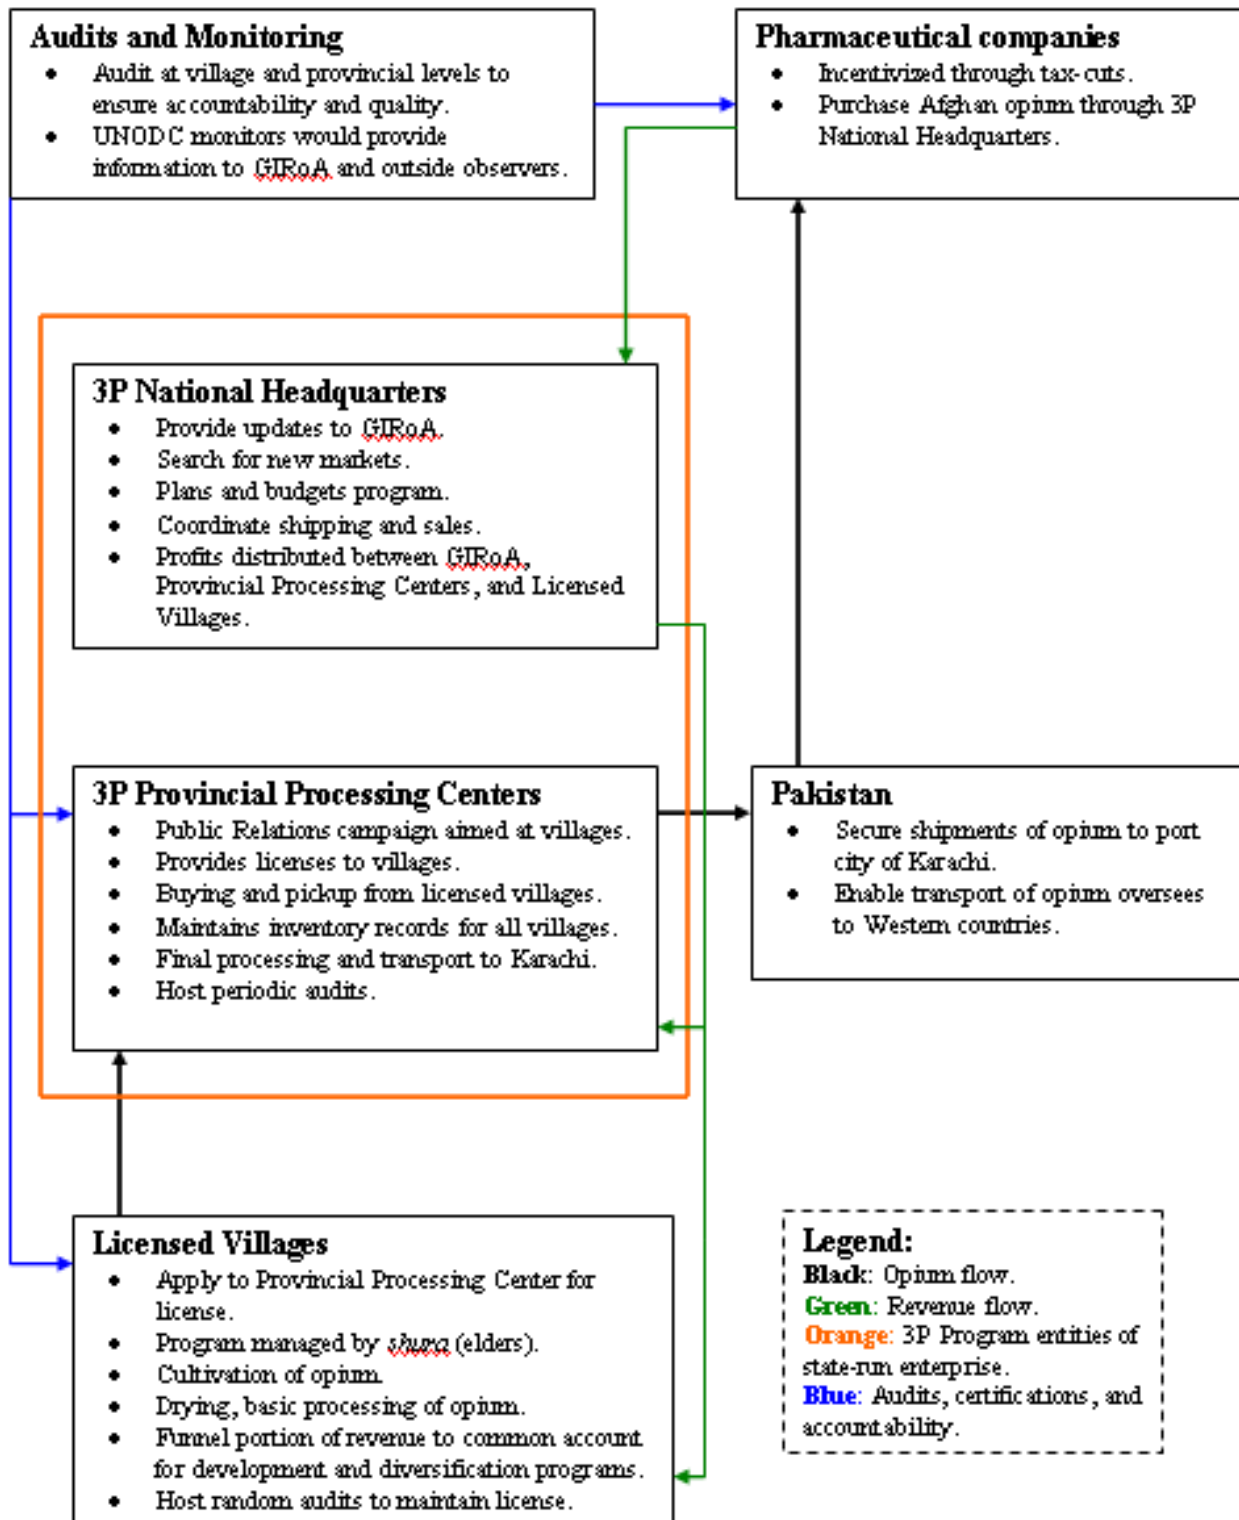 Audits and Monitoring
• Audit at village and provincial levels to
ensure accountability and quality.
• UNODC monitors would provide
information to GIRoA and outside observers.
Pharmaceutical companies
• Incentivized through tax-cuts.
• Purchase Afghan opium through 3P
National Headquarters.
3P National Headquarters
• Provide updates to GIRoA.
• Search for new markets.
• Plans and budgets program.
• Coordinate shipping and sales.
• Profits distributed between GIRoA,
Provincial Processing Centers, and Licensed
Villages.
3P Provincial Processing Centers
• Public Relations campaign aimed at villages.
• Provides licenses to villages.
• Buying and pickup from licensed villages.
• Maintains inventory records for all villages.
• Final processing and transport to Karachi.
• Host periodic audits.
Pakistan
• Secure shipments of opium to port
city of Karachi.
• Enable transport of opium oversees
to Western countries.
Licensed Villages
• Apply to Provincial Processing Center for
license.
• Program managed by shura (elders).
• Cultivation of opium.
• Drying, basic processing of opium.
• Funnel portion of revenue to common account
for development and diversification programs.
• Host random audits to maintain license.
Legend:
Black: Opium flow.
Green: Revenue flow.
Orange: 3P Program entities of
state-run enterprise.
Blue: Audits, certifications, and
accountability.